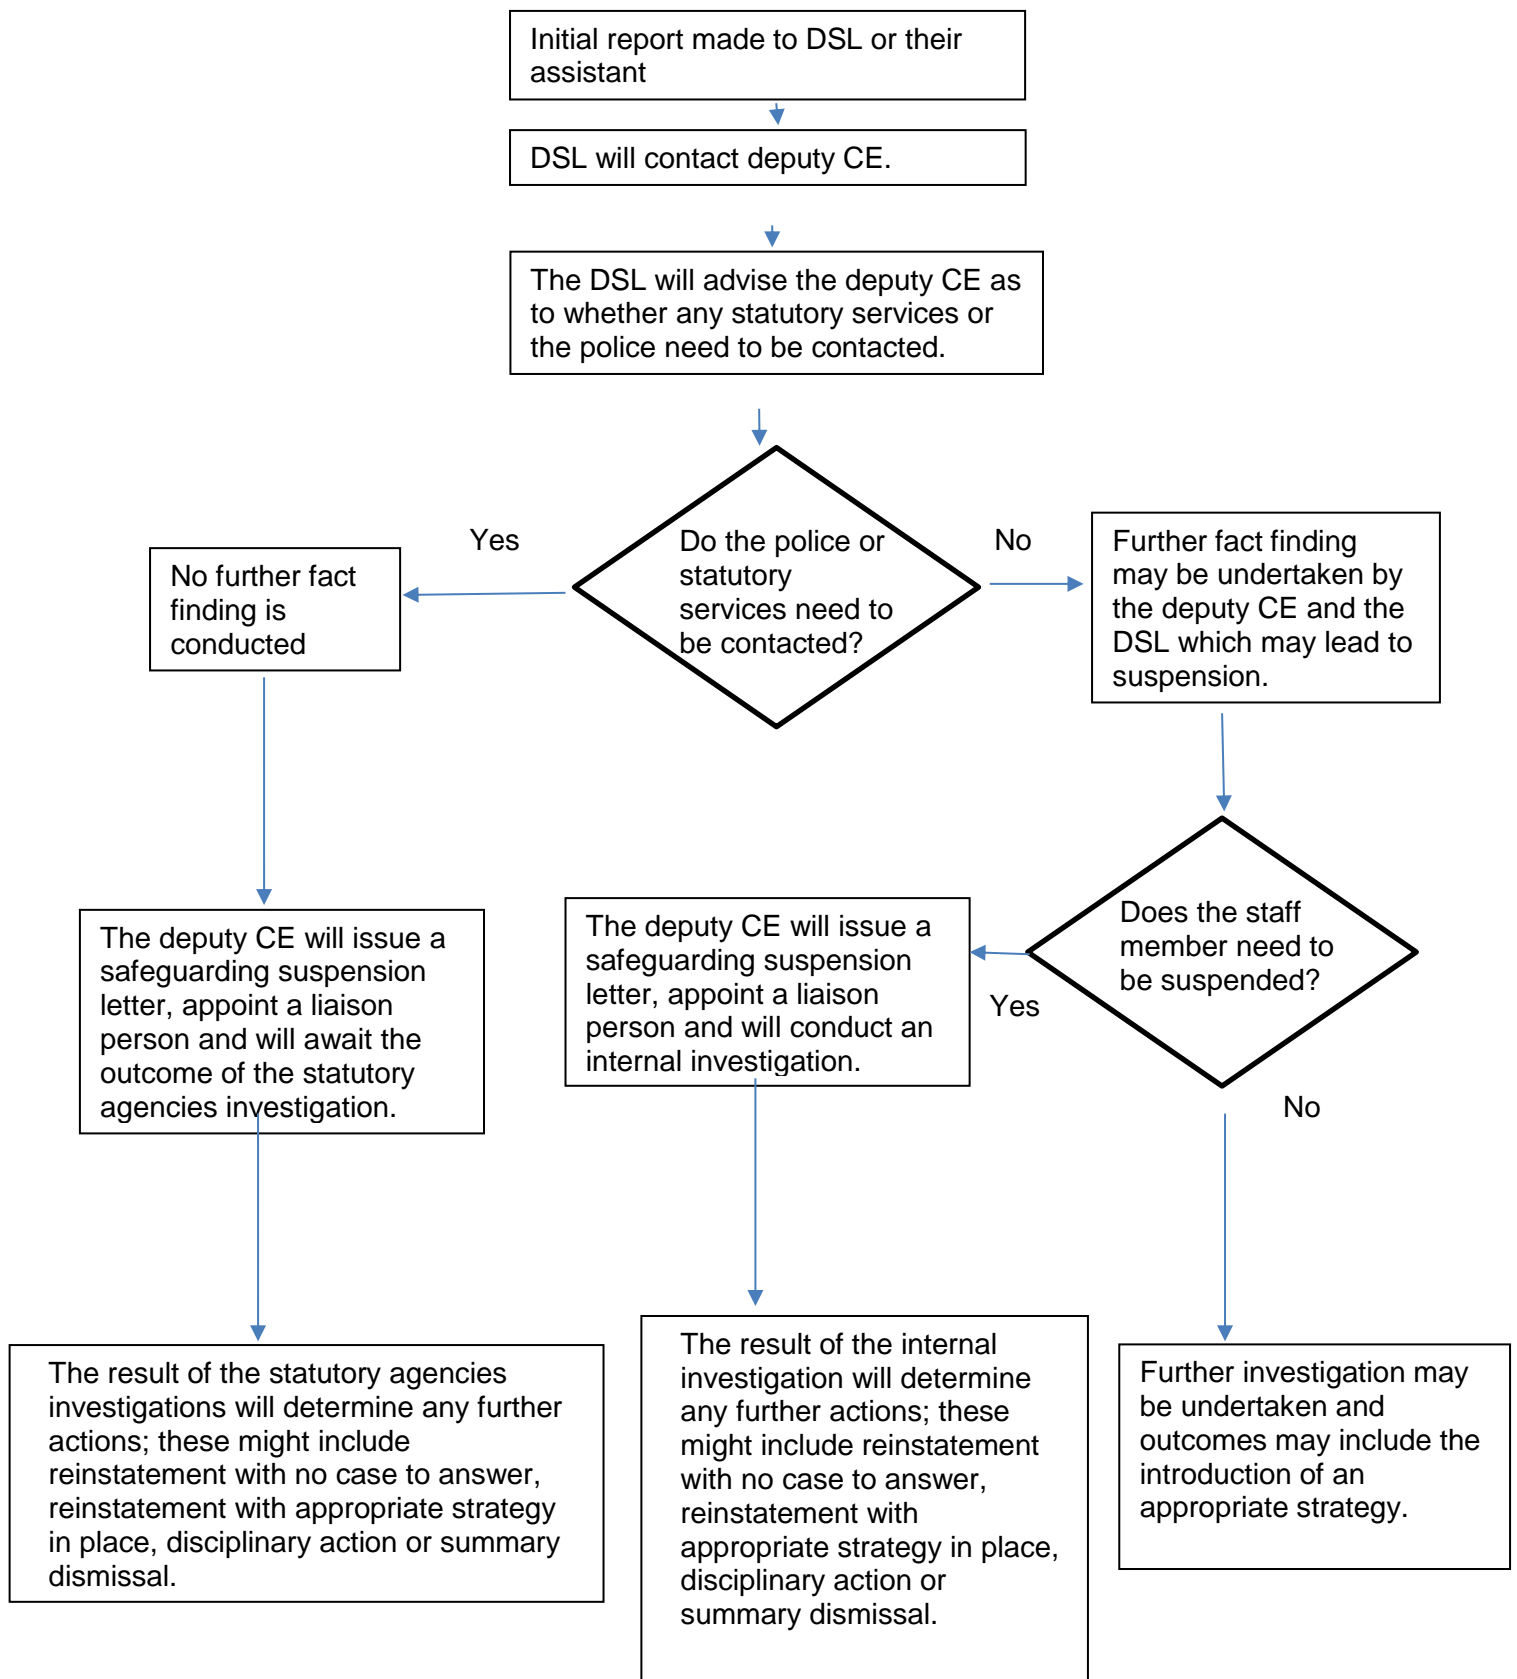 Initial report made to DSL or their
assistant
DSL will contact deputy CE.
The DSL will advise the deputy CE as
to whether any statutory services or
the police need to be contacted.
Yes
Do the police or
statutory
services need to
be contacted?
No
No further fact
finding is
conducted
Further fact finding
may be undertaken by
the deputy CE and the
DSL which may lead to
suspension.
The deputy CE will issue a
safeguarding suspension
letter, appoint a liaison
person and will await the
outcome of the statutory
agencies investigation.
The deputy CE will issue a
safeguarding suspension
letter, appoint a liaison
person and will conduct an
internal investigation.
Yes
Does the staff
member need to
be suspended?
No
The result of the statutory agencies
investigations will determine any further
actions; these might include
reinstatement with no case to answer,
reinstatement with appropriate strategy
in place, disciplinary action or summary
dismissal.
The result of the internal
investigation will determine
any further actions; these
might include reinstatement
with no case to answer,
reinstatement with
appropriate strategy in place,
disciplinary action or
summary dismissal.
Further investigation may
be undertaken and
outcomes may include the
introduction of an
appropriate strategy.